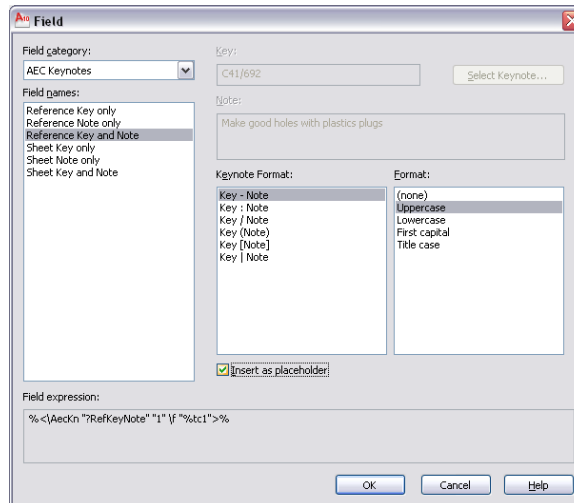 Field
Field category:
AEC Keynotes
Field names:
Reference Key only
Reference Note only
Reference Key and Note
Sheet Key only
Sheet Note only
Sheet Key and Note
Key:
C41/692
Select Keynote...
Note:
Make good holes with plastics plugs
Keynote Format:
Key - Note
Key : Note
Key / Note
Key (Note)
Key [Note]
Key | Note
Format:
(none)
Uppercase
Lowercase
First capital
Title case
Insert as placeholder
Field expression:
%<\AecKn "?RefKeyNote" "1" \f "%tc1">%
OK
Cancel
Help